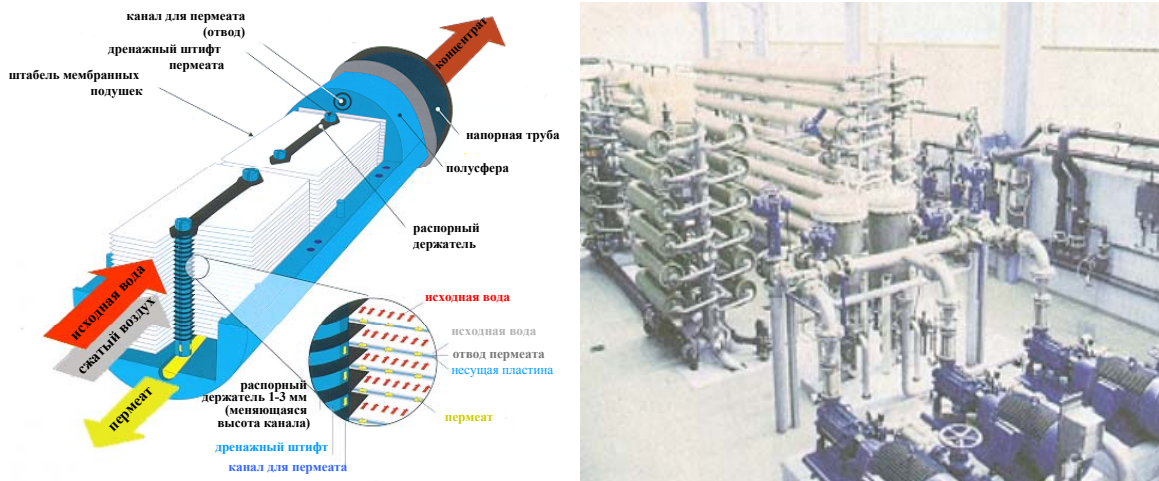 канал для пермеата
(отвод)
дренажный штифт
пермеата
штабель мембранных
подушек
концентрат
напорная труба
полусфера
распорный
держатель
исходная вода
сжатый воздух
пермеат
исходная вода
исходная вода
отвод пермеата
несущая пластина
распорный
держатель 1-3 мм
(меняющаяся
высота канала)
пермеат
дренажный штифт
канал для пермеата